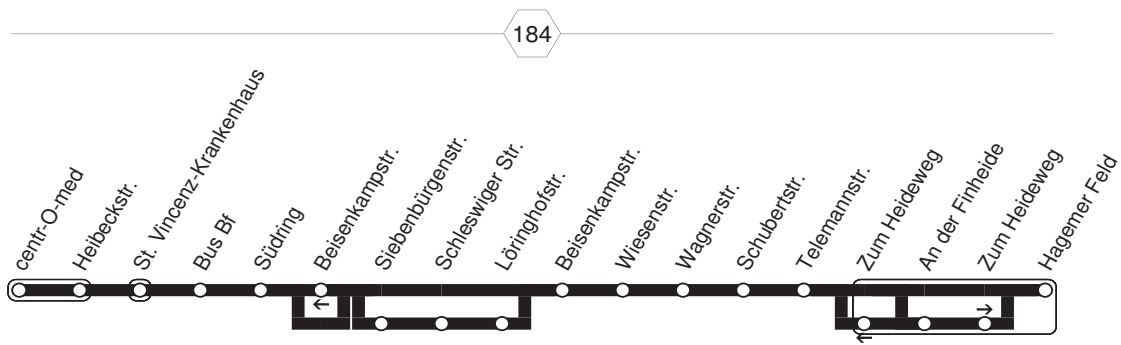 184
centr-O-med
Heibeckstr.
St. Vincenz-Krankenhaus
Bus Bf
Südring
Beisenkampstr.
Siebenbürgenstr.
Schleswiger Str.
Löringhofstr.
Beisenkampstr.
Wiesenstr.
Wagnerstr.
Schubertstr.
Telemannstr.
Zum Heideweg
An der Finheide
Zum Heideweg
Hagemer Feld